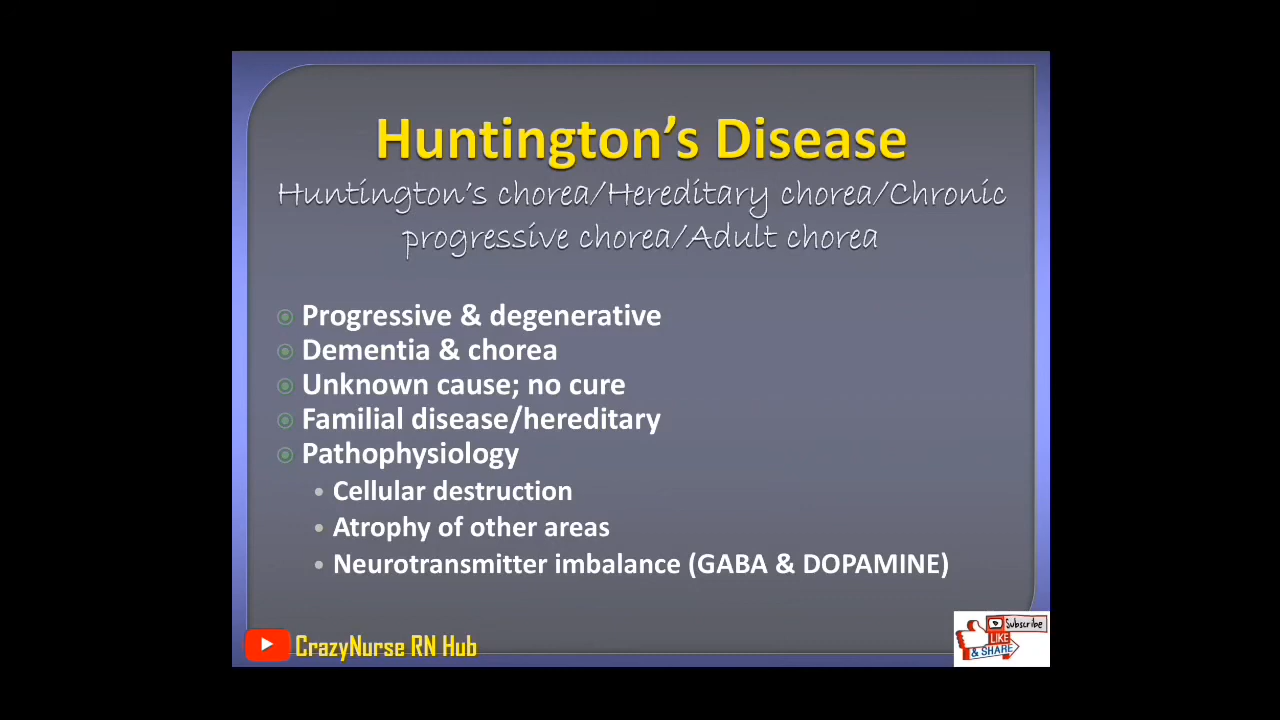 Huntington's Disease
Huntington's chorea/Hereditary chorea/Chronic
progressive chorea/Adult chorea
Progressive & degenerative
Dementia & chorea
Unknown cause; no cure
Familial disease/hereditary
Pathophysiology
Cellular destruction
Atrophy of other areas
Neurotransmitter imbalance (GABA & DOPAMINE)
CrazyNurse RN Hub
Subscribe
LIKE
& SHARE